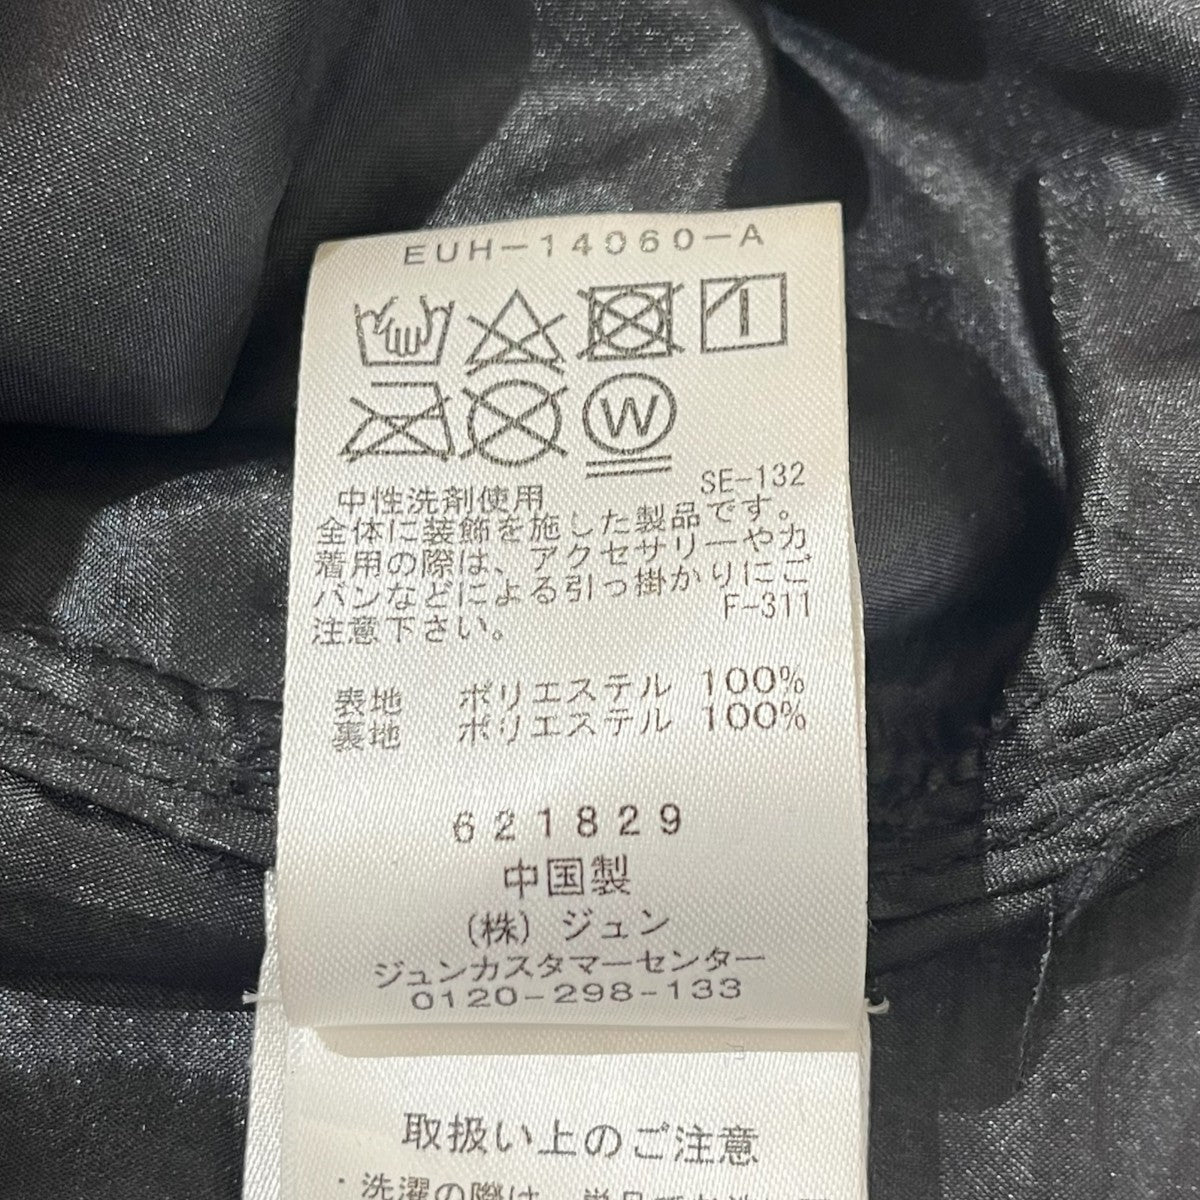 EUH-14060-A
W
SE-132
中性洗剤使用
全体に装飾を施した製品です。
着用の際は、アクセサリーやカ
バンなどによる引っ掛かりにご
注意下さい。
F-311
表地 ポリエステル 100%
裏地 ポリエステル 100%
621829
中国製
(株) ジュン
ジュンカスタマーセンター
0120-298-133
取扱い上のご注意
・洗濯の際は、